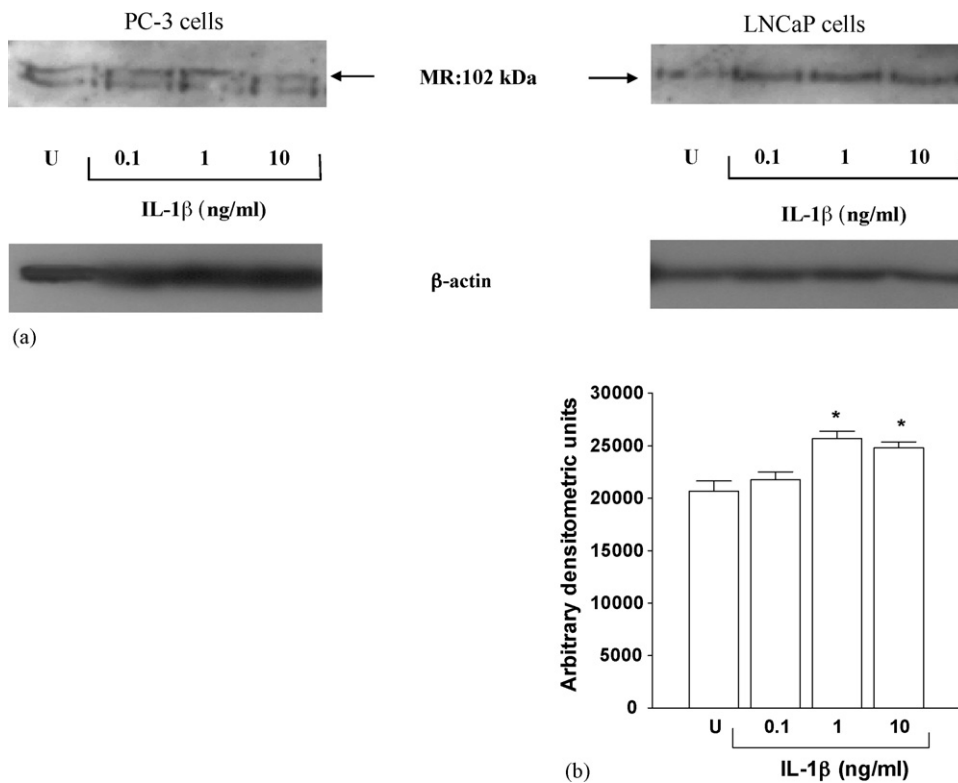 PC-3 cells
LNCaP cells
MR:102 kDa
U 0.1 1 10
IL-1β (ng/ml)
U 0.1 1 10
IL-1β (ng/ml)
β-actin
(a)
Arbitrary densitometric units
30000
25000
20000
15000
10000
5000
0
* *
U 0.1 1 10
IL-1β (ng/ml)
(b)